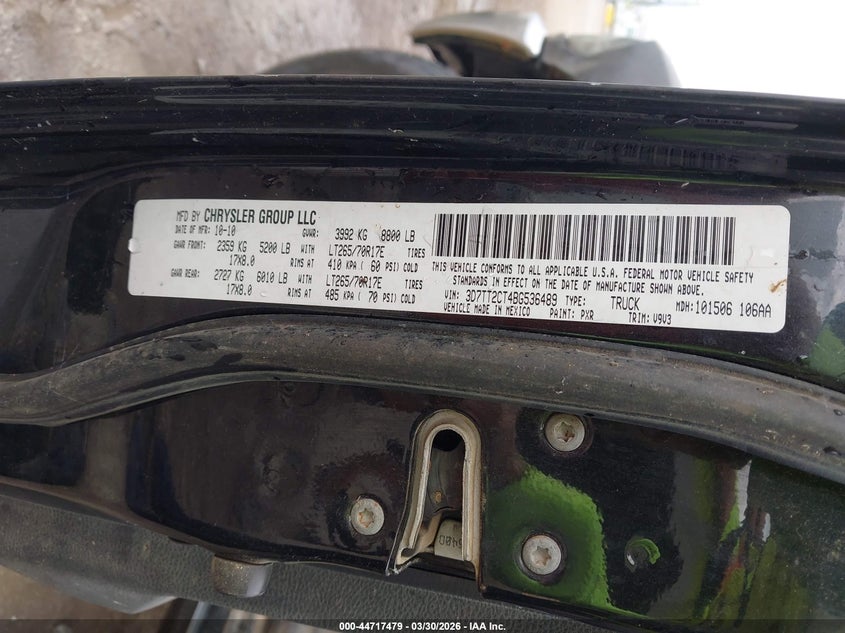 MFD BY CHRYSLER GROUP LLC
DATE OF MFR: 10-10 GVWR: 3992 KG 8800 LB
GAWR FRONT: 2359 KG 5200 LB WITH LT265/70R17E TIRES
17X8.0 RIMS AT 410 KPA ( 60 PSI) COLD
GAWR REAR: 2727 KG 6010 LB WITH LT265/70R17E TIRES
17X8.0 RIMS AT 485 KPA ( 70 PSI) COLD
THIS VEHICLE CONFORMS TO ALL APPLICABLE U.S.A. FEDERAL MOTOR VEHICLE SAFETY
STANDARDS IN EFFECT ON THE DATE OF MANUFACTURE SHOWN ABOVE.
VIN: 3D7TT2CT4BG536489 TYPE: TRUCK MDH:101506 106AA
VEHICLE MADE IN MEXICO PAINT: PXR TRIM: V9V3
000-44717479 — 03/30/2026 — IAA Inc.